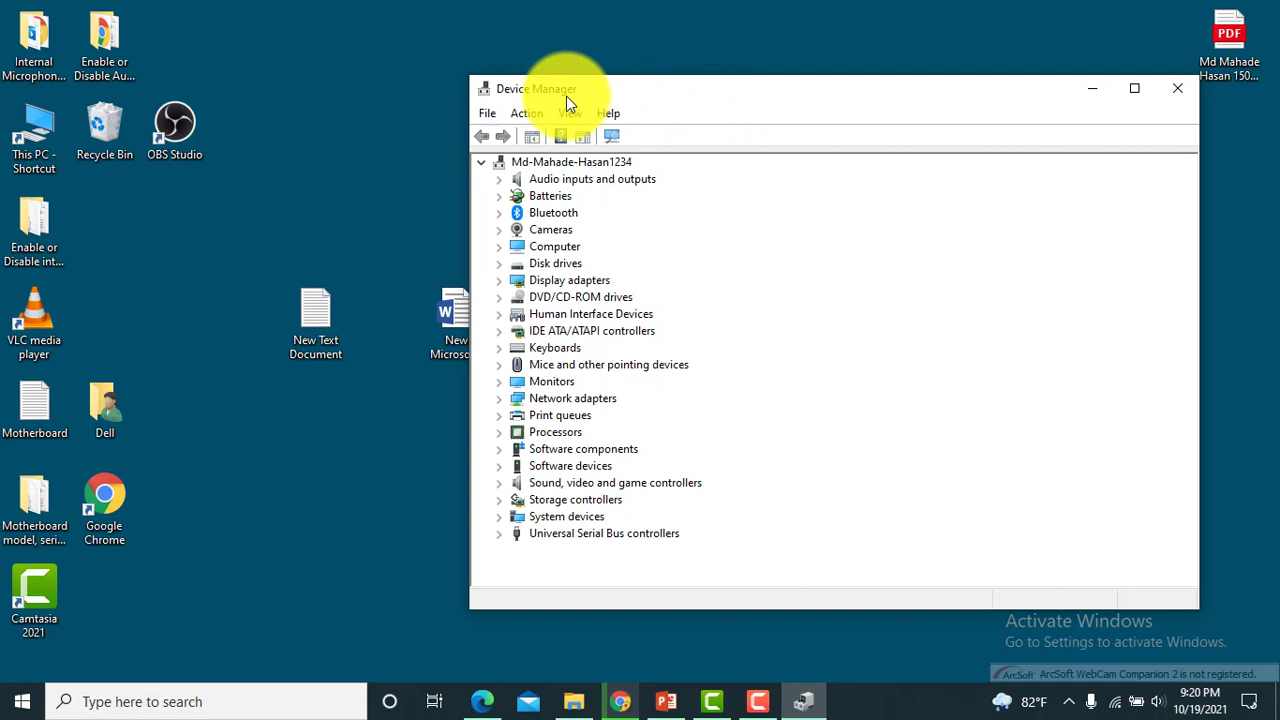 Internal
Microphon...
Enable or
Disable Au...
This PC -
Shortcut
Recycle Bin
OBS Studio
Enable or
Disable int...
VLC media
player
New Text
Document
W
New
Microsoc
Motherboard
Dell
Motherboard
model, seri...
Google
Chrome
Camtasia
2021
PDF
Md Mahade
Hasan 150...
Device Manager
File
Action
View
Help
Md-Mahade-Hasan1234
Audio inputs and outputs
Batteries
Bluetooth
Cameras
Computer
Disk drives
Display adapters
DVD/CD-ROM drives
Human Interface Devices
IDE ATA/ATAPI controllers
Keyboards
Mice and other pointing devices
Monitors
Network adapters
Print queues
Processors
Software components
Software devices
Sound, video and game controllers
Storage controllers
System devices
Universal Serial Bus controllers
Activate Windows
Go to Settings to activate Windows.
ArcSoft ArcSoft WebCam Companion 2 is not registered.
Type here to search
82°F
9:20 PM
10/19/2021